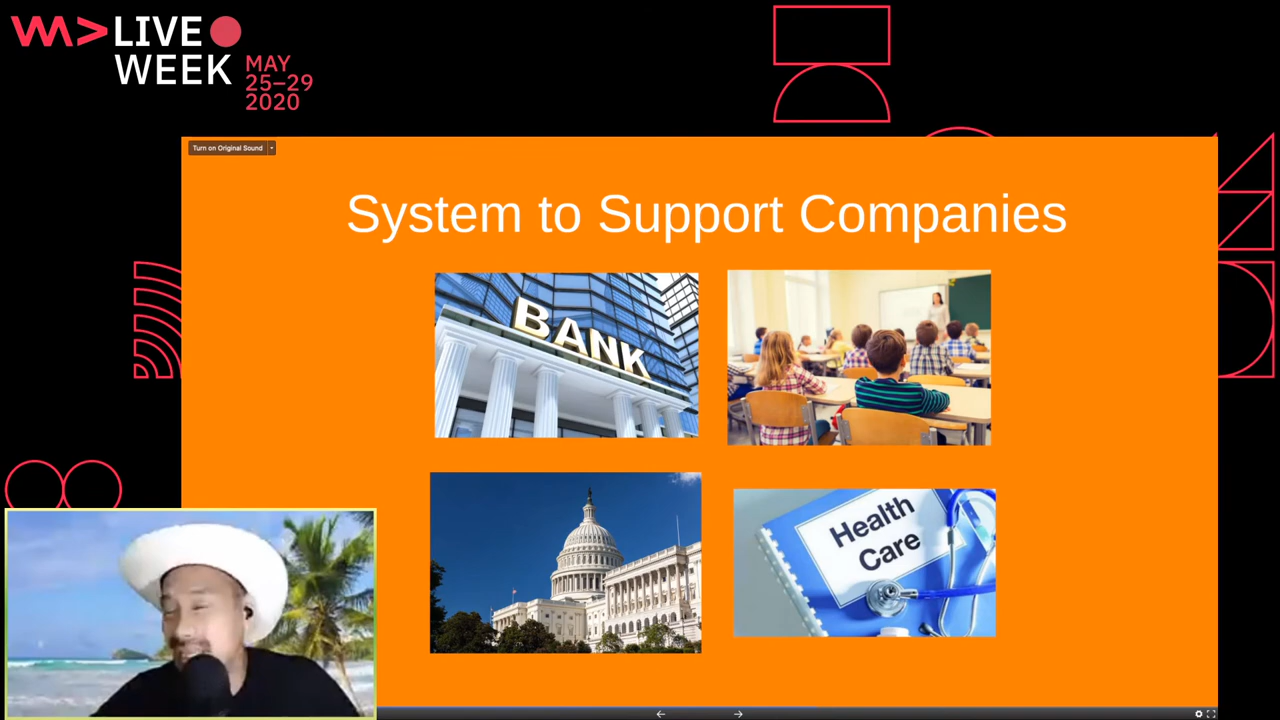 LIVE
WEEK
MAY
25–29
2020
Turn on Original Sound
System to Support Companies
BANK
Health
Care